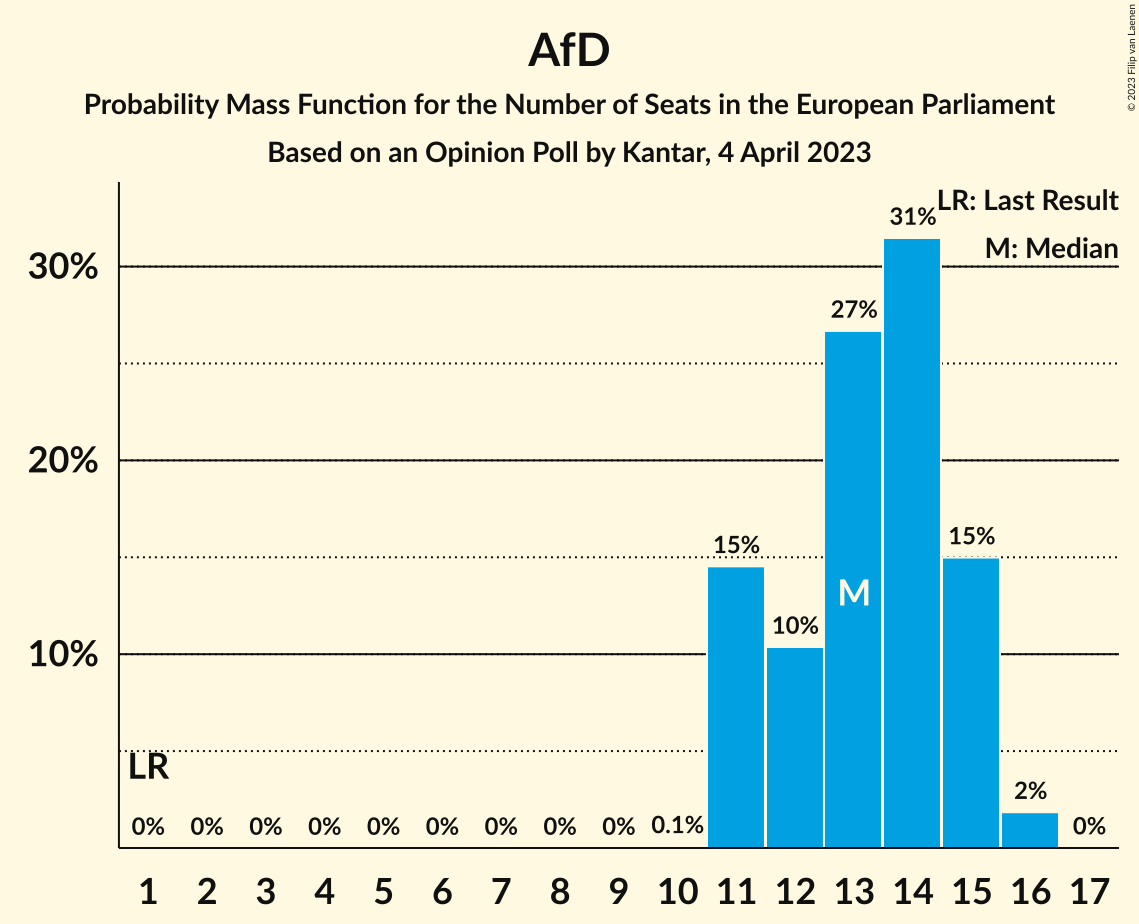 © 2023 Filip van Laenen
AfD
Probability Mass Function for the Number of Seats in the European Parliament
Based on an Opinion Poll by Kantar, 4 April 2023
LR: Last Result
M: Median
31%
30%
27%
20%
15%
15%
M
10%
10%
LR
2%
0% 0% 0% 0% 0% 0% 0% 0% 0% 0.1% 0%
1 2 3 4 5 6 7 8 9 10 11 12 13 14 15 16 17